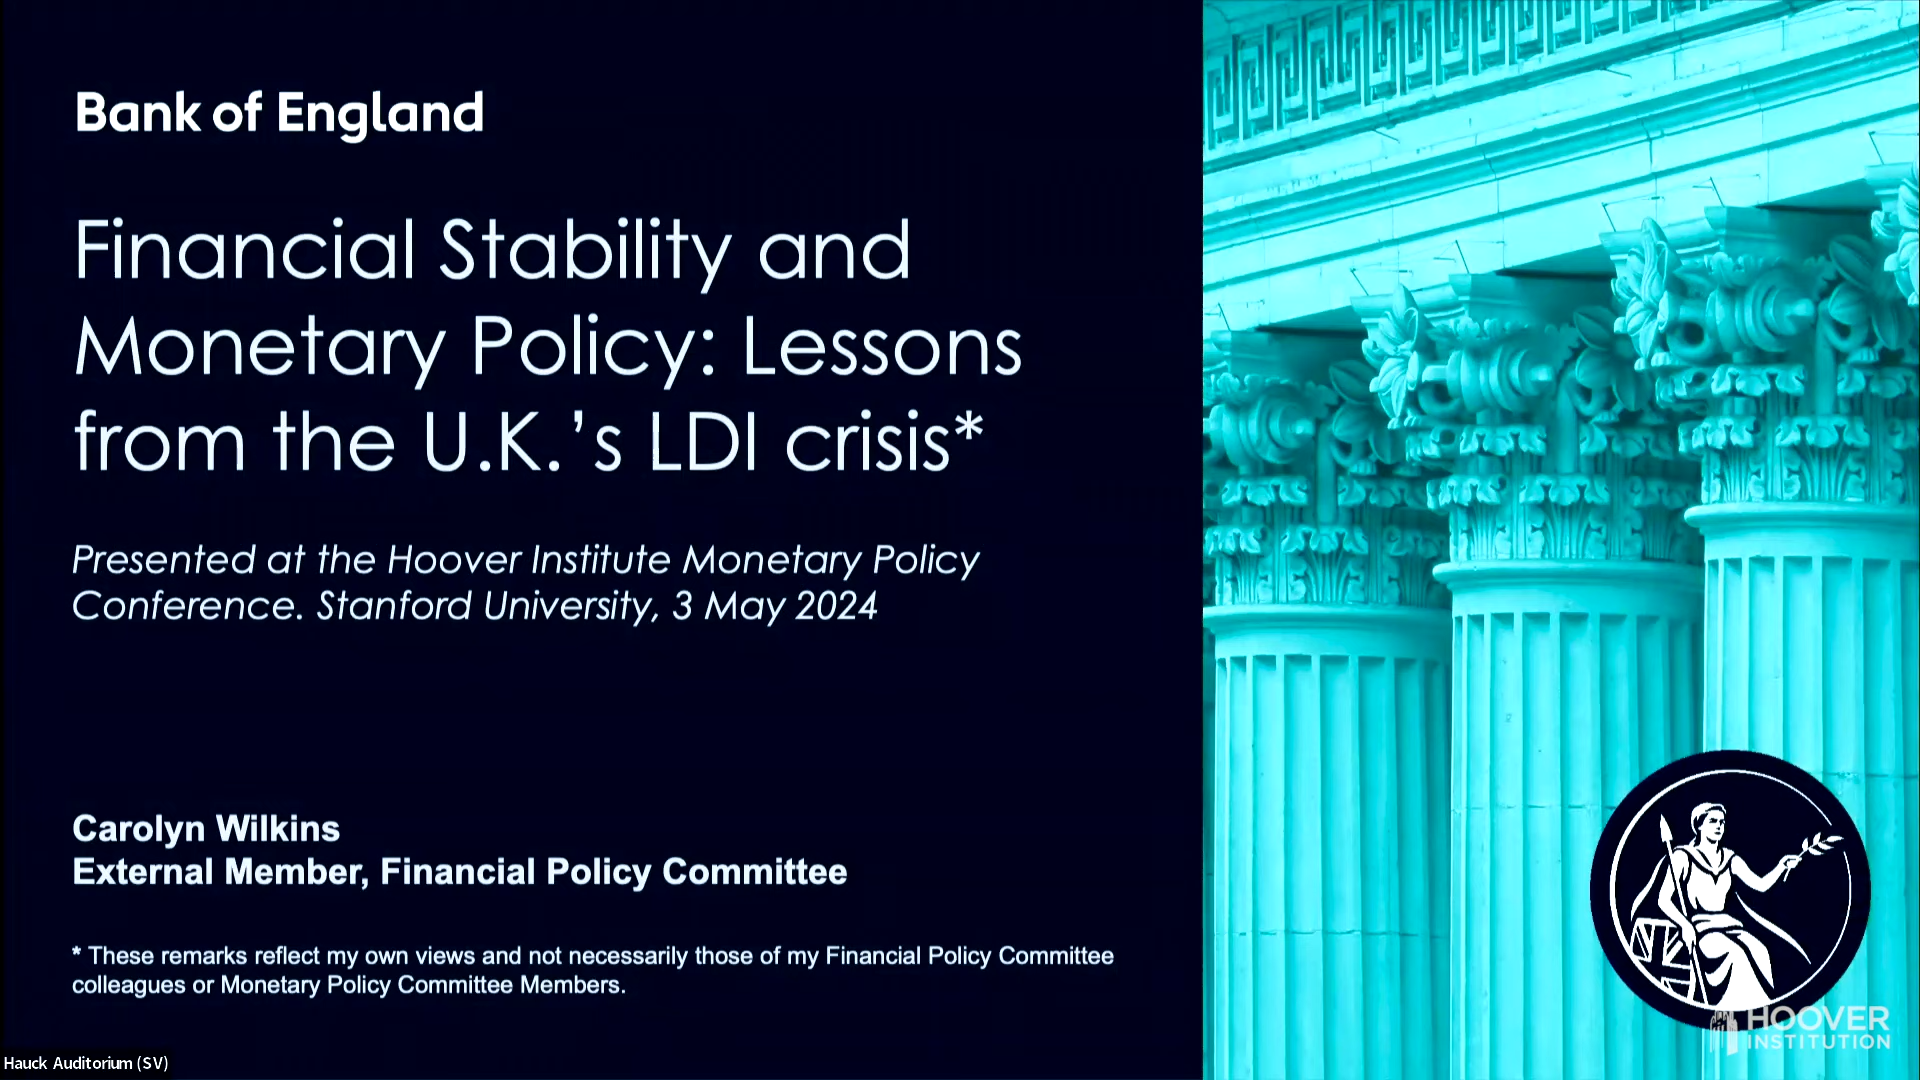 Bank of England
Financial Stability and
Monetary Policy: Lessons
from the U.K.’s LDI crisis*
Presented at the Hoover Institute Monetary Policy
Conference. Stanford University, 3 May 2024
Carolyn Wilkins
External Member, Financial Policy Committee
* These remarks reflect my own views and not necessarily those of my Financial Policy Committee
colleagues or Monetary Policy Committee Members.
HOOVER
INSTITUTION
Hauck Auditorium (SV)